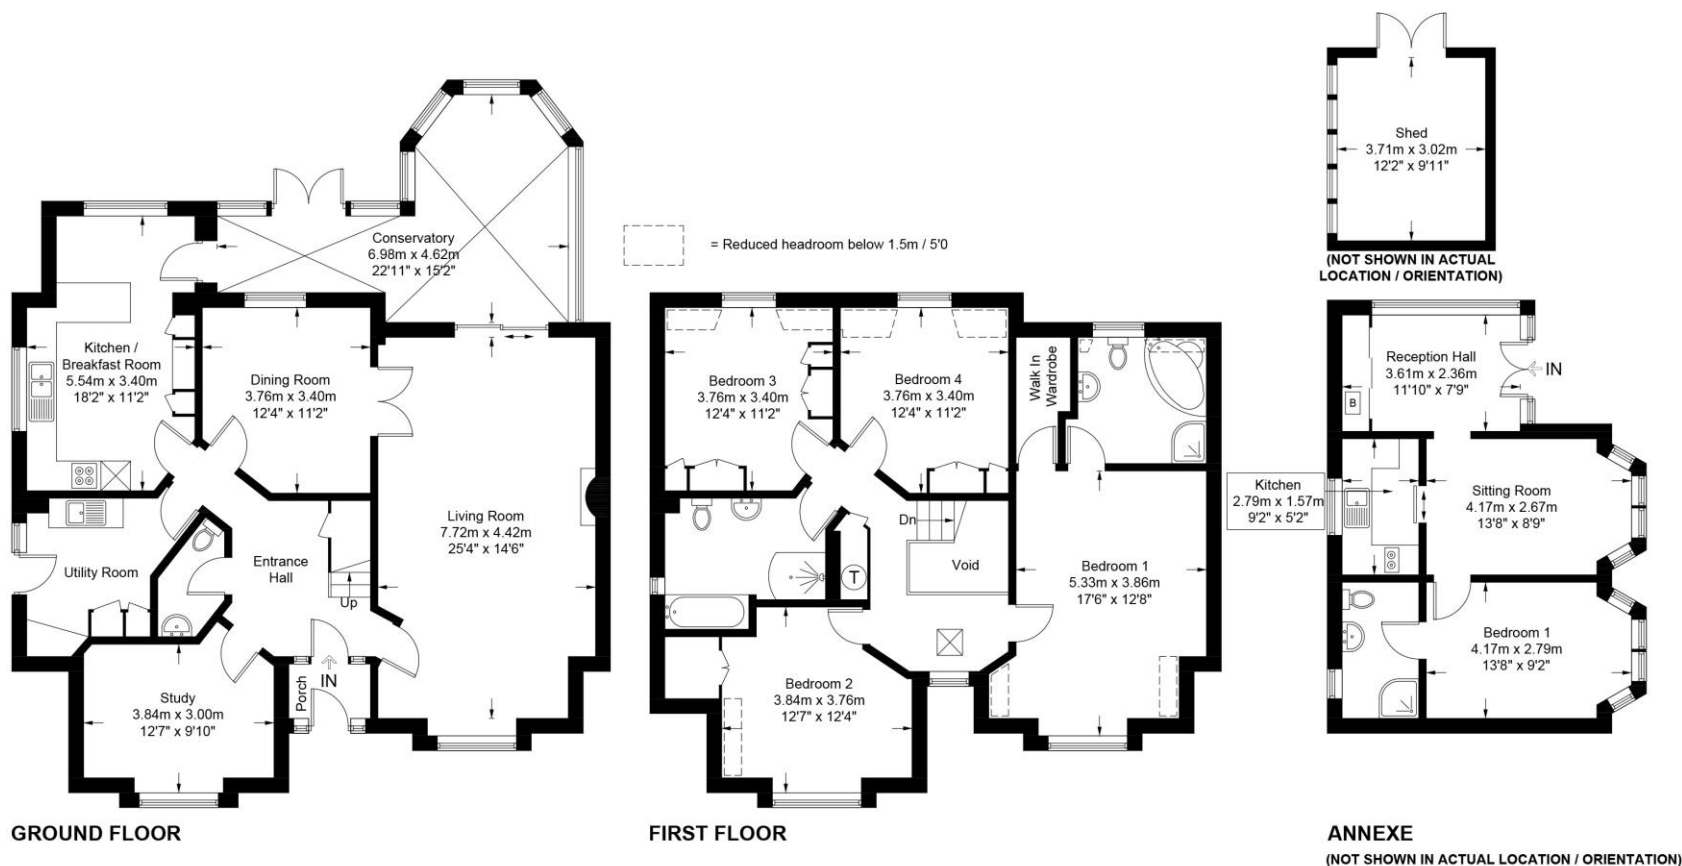 Conservatory
6.98m x 4.62m
22'11" x 15'2"
Kitchen /
Breakfast Room
5.54m x 3.40m
18'2" x 11'2"
Dining Room
3.76m x 3.40m
12'4" x 11'2"
Living Room
7.72m x 4.42m
25'4" x 14'6"
Utility Room
Entrance
Hall
Up
Study
3.84m x 3.00m
12'7" x 9'10"
Porch
IN
GROUND FLOOR
= Reduced headroom below 1.5m / 5'0
Bedroom 3
3.76m x 3.40m
12'4" x 11'2"
Bedroom 4
3.76m x 3.40m
12'4" x 11'2"
Walk In
Wardrobe
Dn
Void
T
Bedroom 1
5.33m x 3.86m
17'6" x 12'8"
Bedroom 2
3.84m x 3.76m
12'7" x 12'4"
FIRST FLOOR
Shed
3.71m x 3.02m
12'2" x 9'11"
(NOT SHOWN IN ACTUAL
LOCATION / ORIENTATION)
Reception Hall
3.61m x 2.36m
11'10" x 7'9"
IN
B
Kitchen
2.79m x 1.57m
9'2" x 5'2"
Sitting Room
4.17m x 2.67m
13'8" x 8'9"
Bedroom 1
4.17m x 2.79m
13'8" x 9'2"
ANNEXE
(NOT SHOWN IN ACTUAL LOCATION / ORIENTATION)